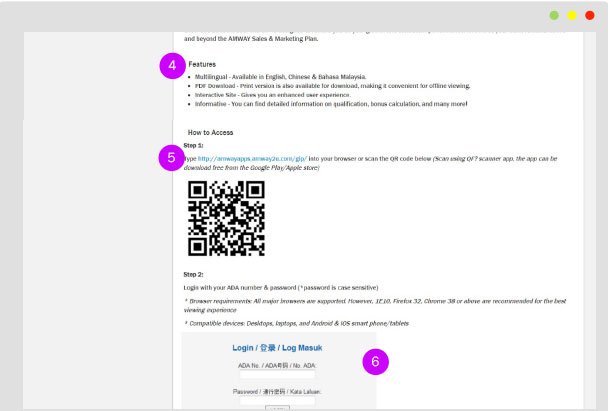 and beyond the AMWAY Sales & Marketing Plan.
4
Features
• Multilingual - Available in English, Chinese & Bahasa Malaysia.
• PDF Download - Print version is also available for download, making it convenient for offline viewing.
• Interactive Site - Gives you an enhanced user experience.
• Informative - You can find detailed information on qualification, bonus calculation, and many more!
How to Access
Step 1:
5
Type http://amwayapps.amway2u.com/gip/ into your browser or scan the QR code below (Scan using QF? scanner app, the app can be
download free from the Google Play/Apple store)
Step 2:
Login with your ADA number & password (*password is case sensitive)
* Browser requirements: All major browsers are supported. However, IE10, Firefox 32, Chrome 38 or above are recommended for the best
viewing experience
* Compatible devices: Desktops, laptops, and Android & iOS smart phone/tablets
Login / 登录 / Log Masuk
6
ADA No. / ADA号码 / No. ADA:
Password / 通行密码 / Kata Laluan: